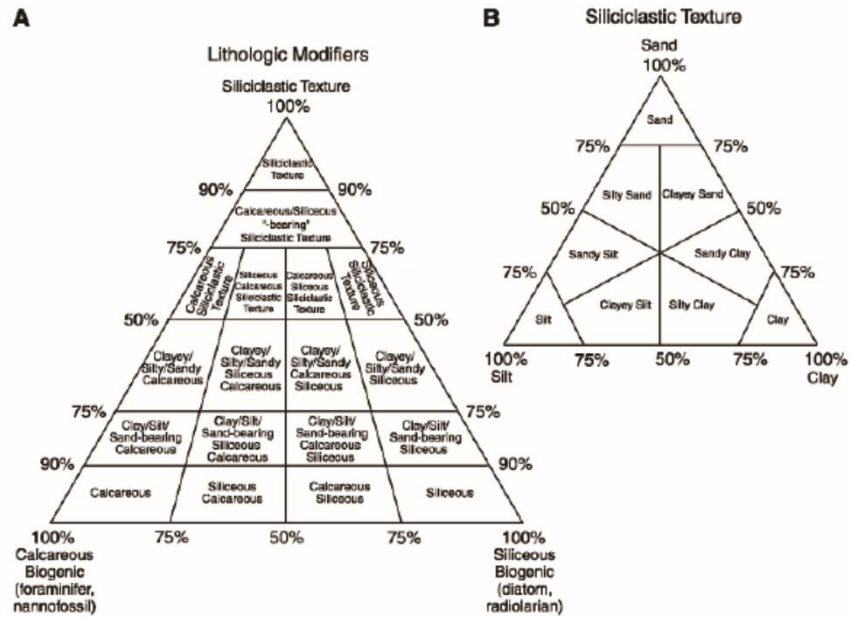 A
Lithologic Modifiers
Siliciclastic Texture
100%
Siliciclastic
Texture
90%
90%
Calcareous/Siliceous
"-bearing"
Siliciclastic Texture
75%
75%
Calcareous
Siliciclastic
Texture
Siliceous
Calcareous
Siliciclastic
Texture
Calcareous
Siliceous
Siliciclastic
Texture
Siliceous
Siliciclastic
Texture
50%
50%
Clayey/
Silty/Sandy
Calcareous
Clayey/
Silty/Sandy
Siliceous
Calcareous
Clayey/
Silty/Sandy
Calcareous
Siliceous
Clayey/
Silty/Sandy
Siliceous
75%
75%
Clay/Silt/
Sand-bearing
Calcareous
Clay/Silt/
Sand-bearing
Siliceous
Calcareous
Clay/Silt/
Sand-bearing
Calcareous
Siliceous
Clay/Silt/
Sand-bearing
Siliceous
90%
90%
Calcareous
Siliceous
Calcareous
Calcareous
Siliceous
Siliceous
100%
75%
50%
75%
100%
Calcareous
Biogenic
(foraminifer,
nannofossil)
Siliceous
Biogenic
(diatom,
radiolarian)
B
Siliciclastic Texture
Sand
100%
Sand
75%
75%
Silty Sand
Clayey Sand
50%
50%
Sandy Silt
Sandy Clay
75%
75%
Silt
Clayey Silt
Silty Clay
Clay
100%
75%
50%
75%
100%
Silt
Clay